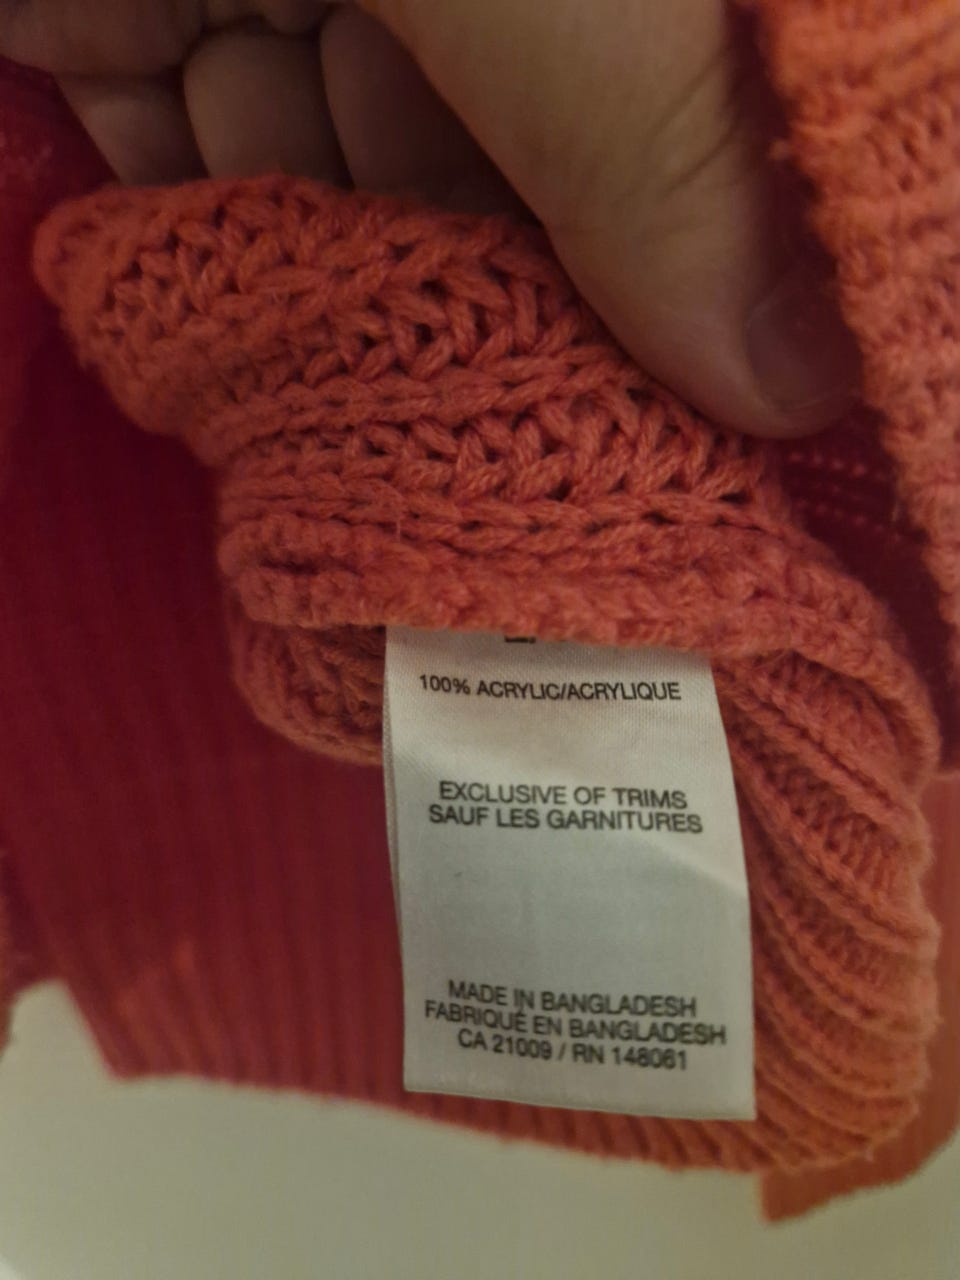 100% ACRYLIC/ACRYLIQUE
EXCLUSIVE OF TRIMS
SAUF LES GARNITURES
MADE IN BANGLADESH
FABRIQUÉ EN BANGLADESH
CA 21009 / RN 148061